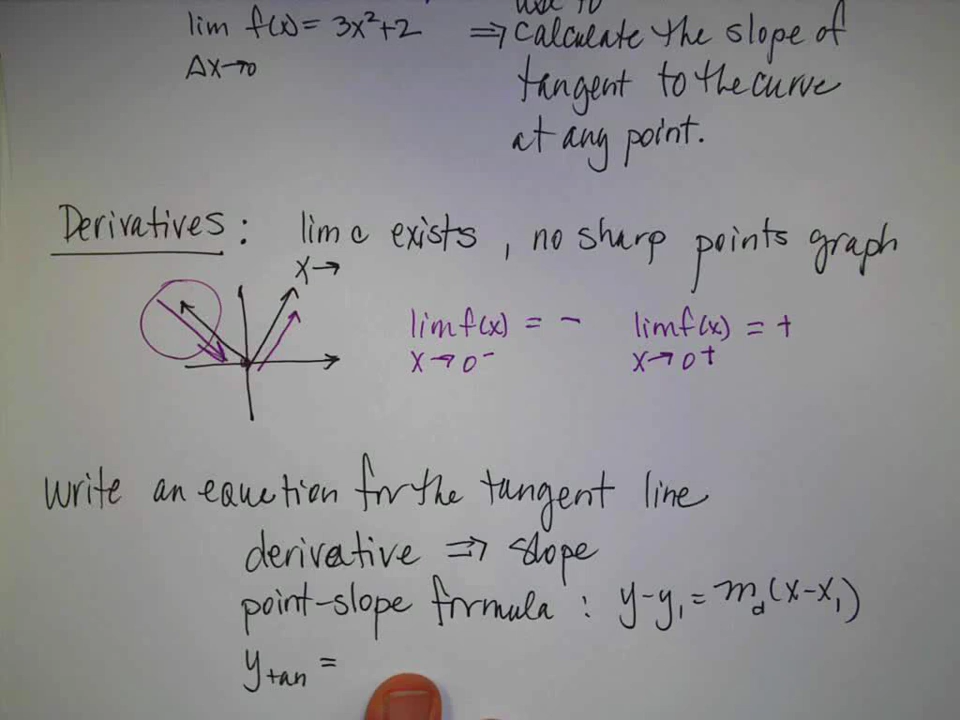 use to
lim f(x) = 3x²+2 ⇒ calculate the slope of
Δx→0 tangent to the curve
at any point.
Derivatives: lim c exists, no sharp points graph
x→
lim f(x) = - lim f(x) = +
x→0⁻ x→0+
write an equation for the tangent line
derivative ⇒ slope
point-slope formula : y-y₁ = m_d(x-x₁)
y_tan =